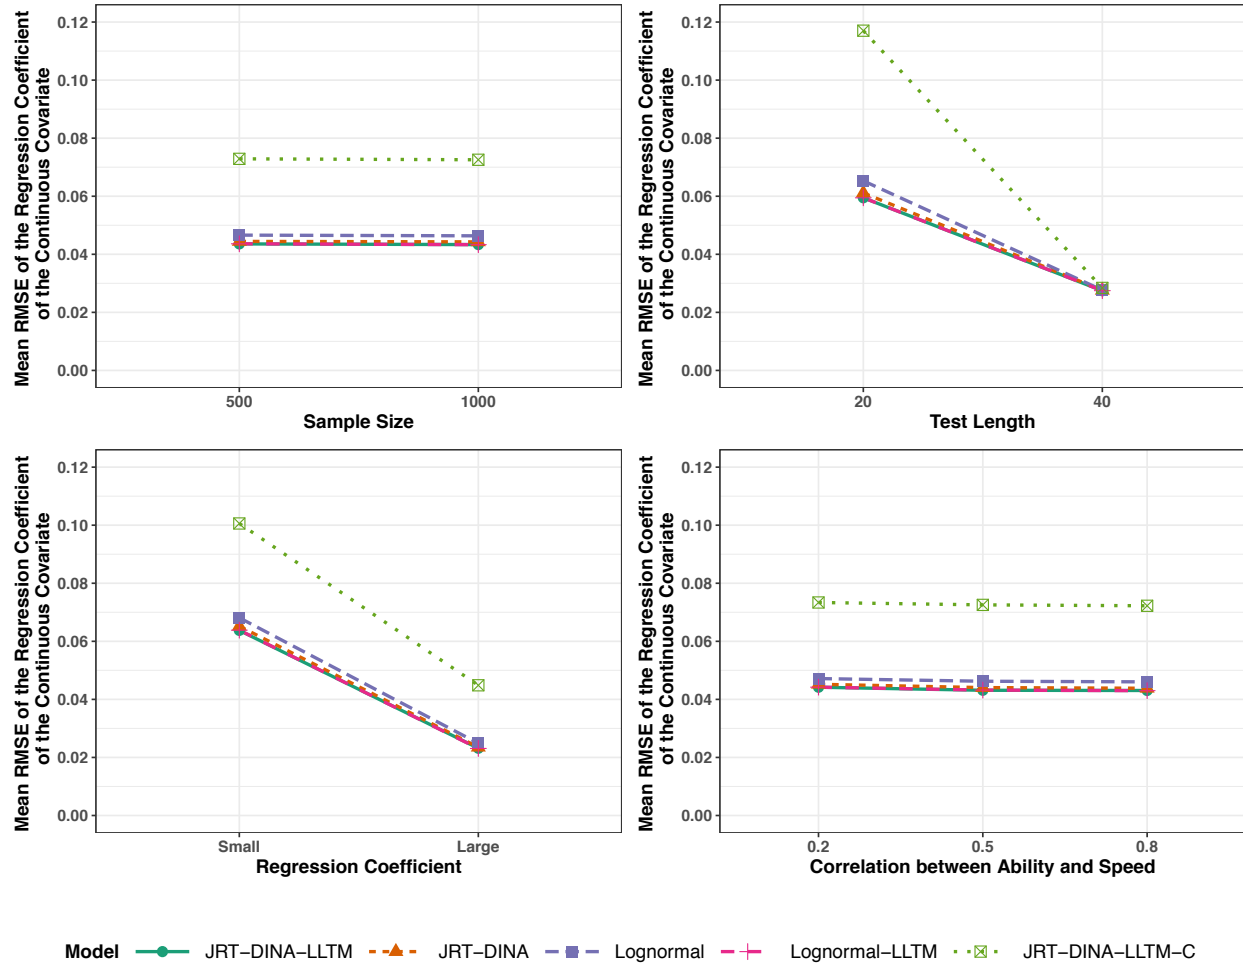 Mean RMSE of the Regression Coefficient
of the Continuous Covariate
0.12
0.10
0.08
0.06
0.04
0.02
0.00
500
1000
Sample Size
Mean RMSE of the Regression Coefficient
of the Continuous Covariate
0.12
0.10
0.08
0.06
0.04
0.02
0.00
20
40
Test Length
Mean RMSE of the Regression Coefficient
of the Continuous Covariate
0.12
0.10
0.08
0.06
0.04
0.02
0.00
Small
Large
Regression Coefficient
Mean RMSE of the Regression Coefficient
of the Continuous Covariate
0.12
0.10
0.08
0.06
0.04
0.02
0.00
0.2
0.5
0.8
Correlation between Ability and Speed
Model JRT−DINA−LLTM JRT−DINA Lognormal Lognormal−LLTM JRT−DINA−LLTM−C